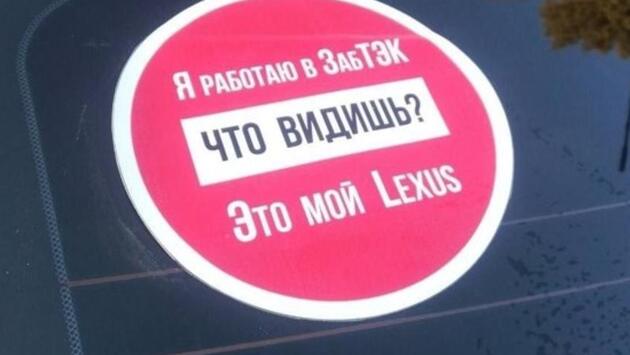 Я работаю в ЗабТЭК
ЧТО ВИДИШЬ?
Это мой Lexus